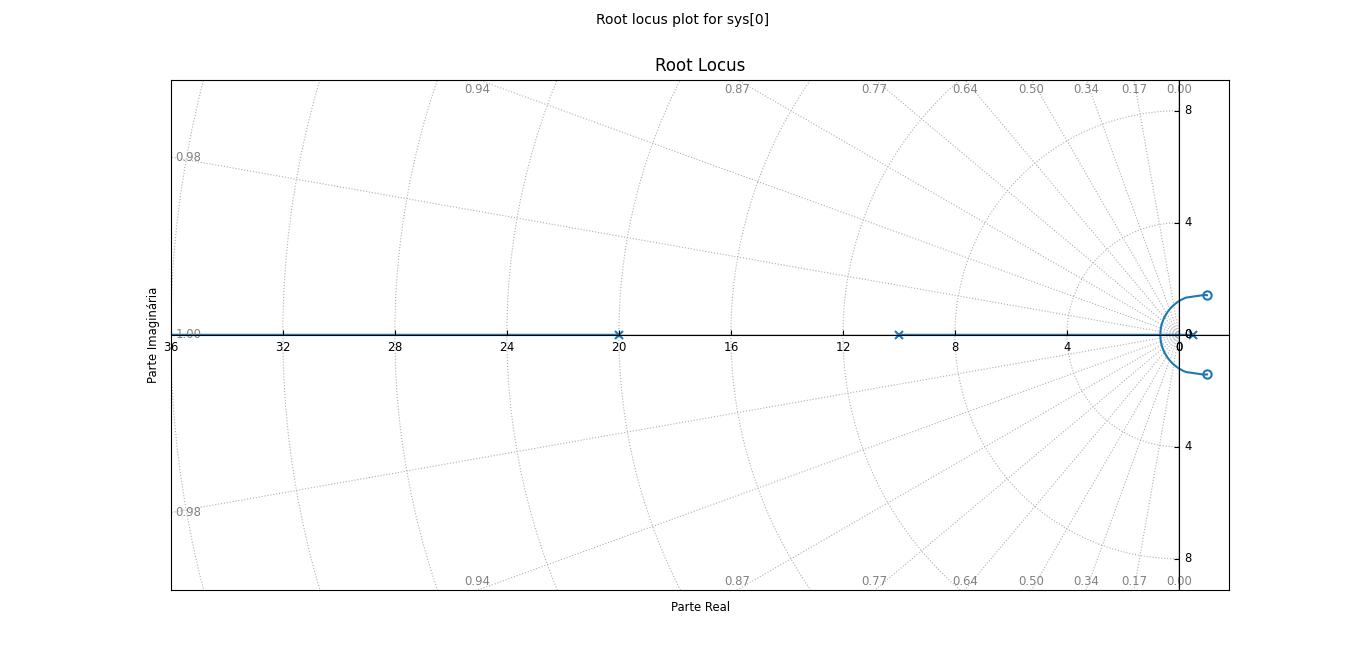 Root locus plot for sys[0]
Root Locus
0.94 0.87 0.77 0.64 0.50 0.34 0.17 0.00
8
0.98
4
1.00 0
36 32 28 24 20 16 12 8 4 0
Parte Imaginária
4
0.98
8
0.94 0.87 0.77 0.64 0.50 0.34 0.17 0.00
Parte Real